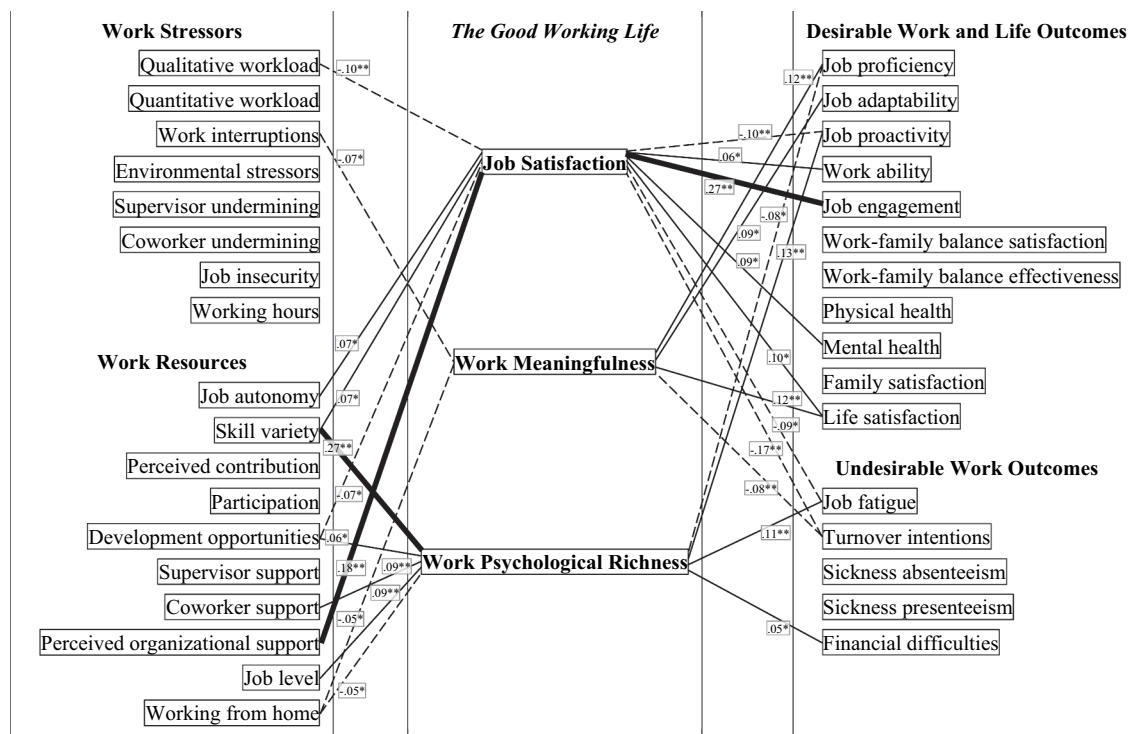 Work Stressors
Qualitative workload
Quantitative workload
Work interruptions
Environmental stressors
Supervisor undermining
Coworker undermining
Job insecurity
Working hours
Work Resources
Job autonomy
Skill variety
Perceived contribution
Participation
Development opportunities
Supervisor support
Coworker support
Perceived organizational support
Job level
Working from home
-.10**
-.07*
.07*
.07*
.27**
-.07*
.06*
.18**
.09**
.09**
-.05*
-.05*
The Good Working Life
Job Satisfaction
Work Meaningfulness
Work Psychological Richness
.12**
-.10**
.06*
.27**
-.08*
.09*
.13**
.09*
.10*
.12**
-.09*
-.17**
-.08**
.11**
.05*
Desirable Work and Life Outcomes
Job proficiency
Job adaptability
Job proactivity
Work ability
Job engagement
Work-family balance satisfaction
Work-family balance effectiveness
Physical health
Mental health
Family satisfaction
Life satisfaction
Undesirable Work Outcomes
Job fatigue
Turnover intentions
Sickness absenteeism
Sickness presenteeism
Financial difficulties